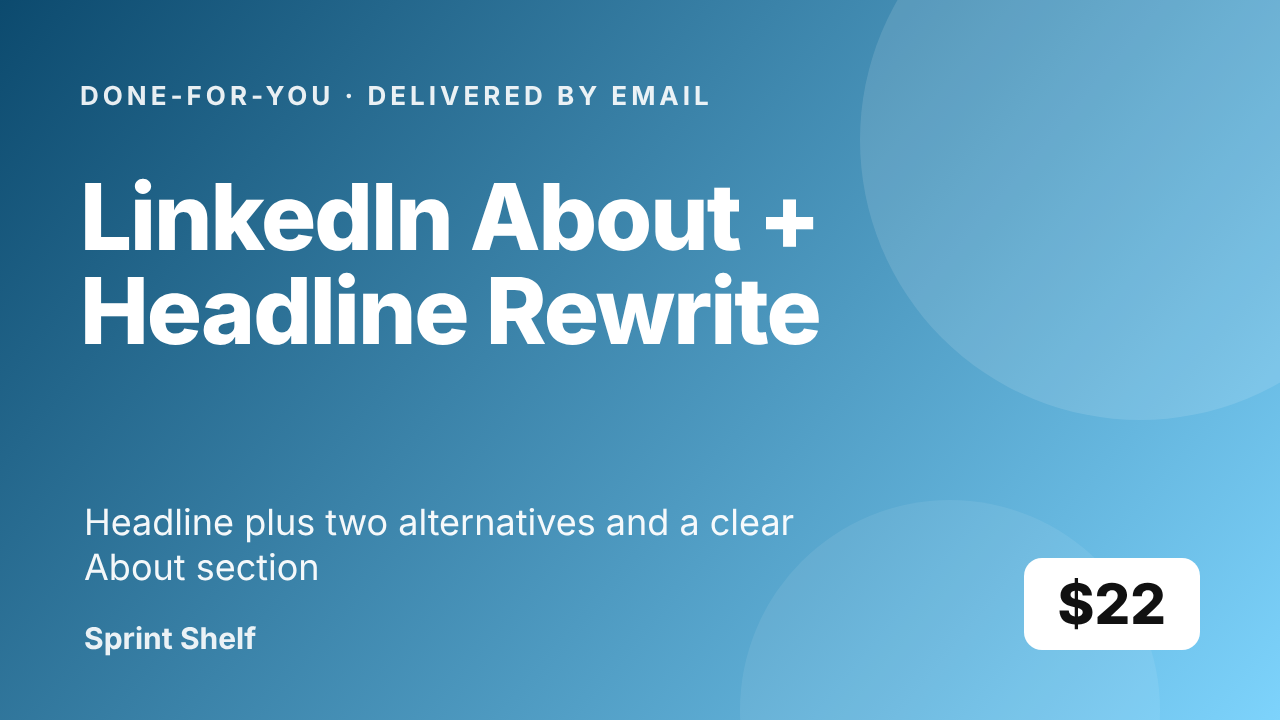 DONE-FOR-YOU · DELIVERED BY EMAIL
LinkedIn About +
Headline Rewrite
Headline plus two alternatives and a clear
About section
Sprint Shelf
$22